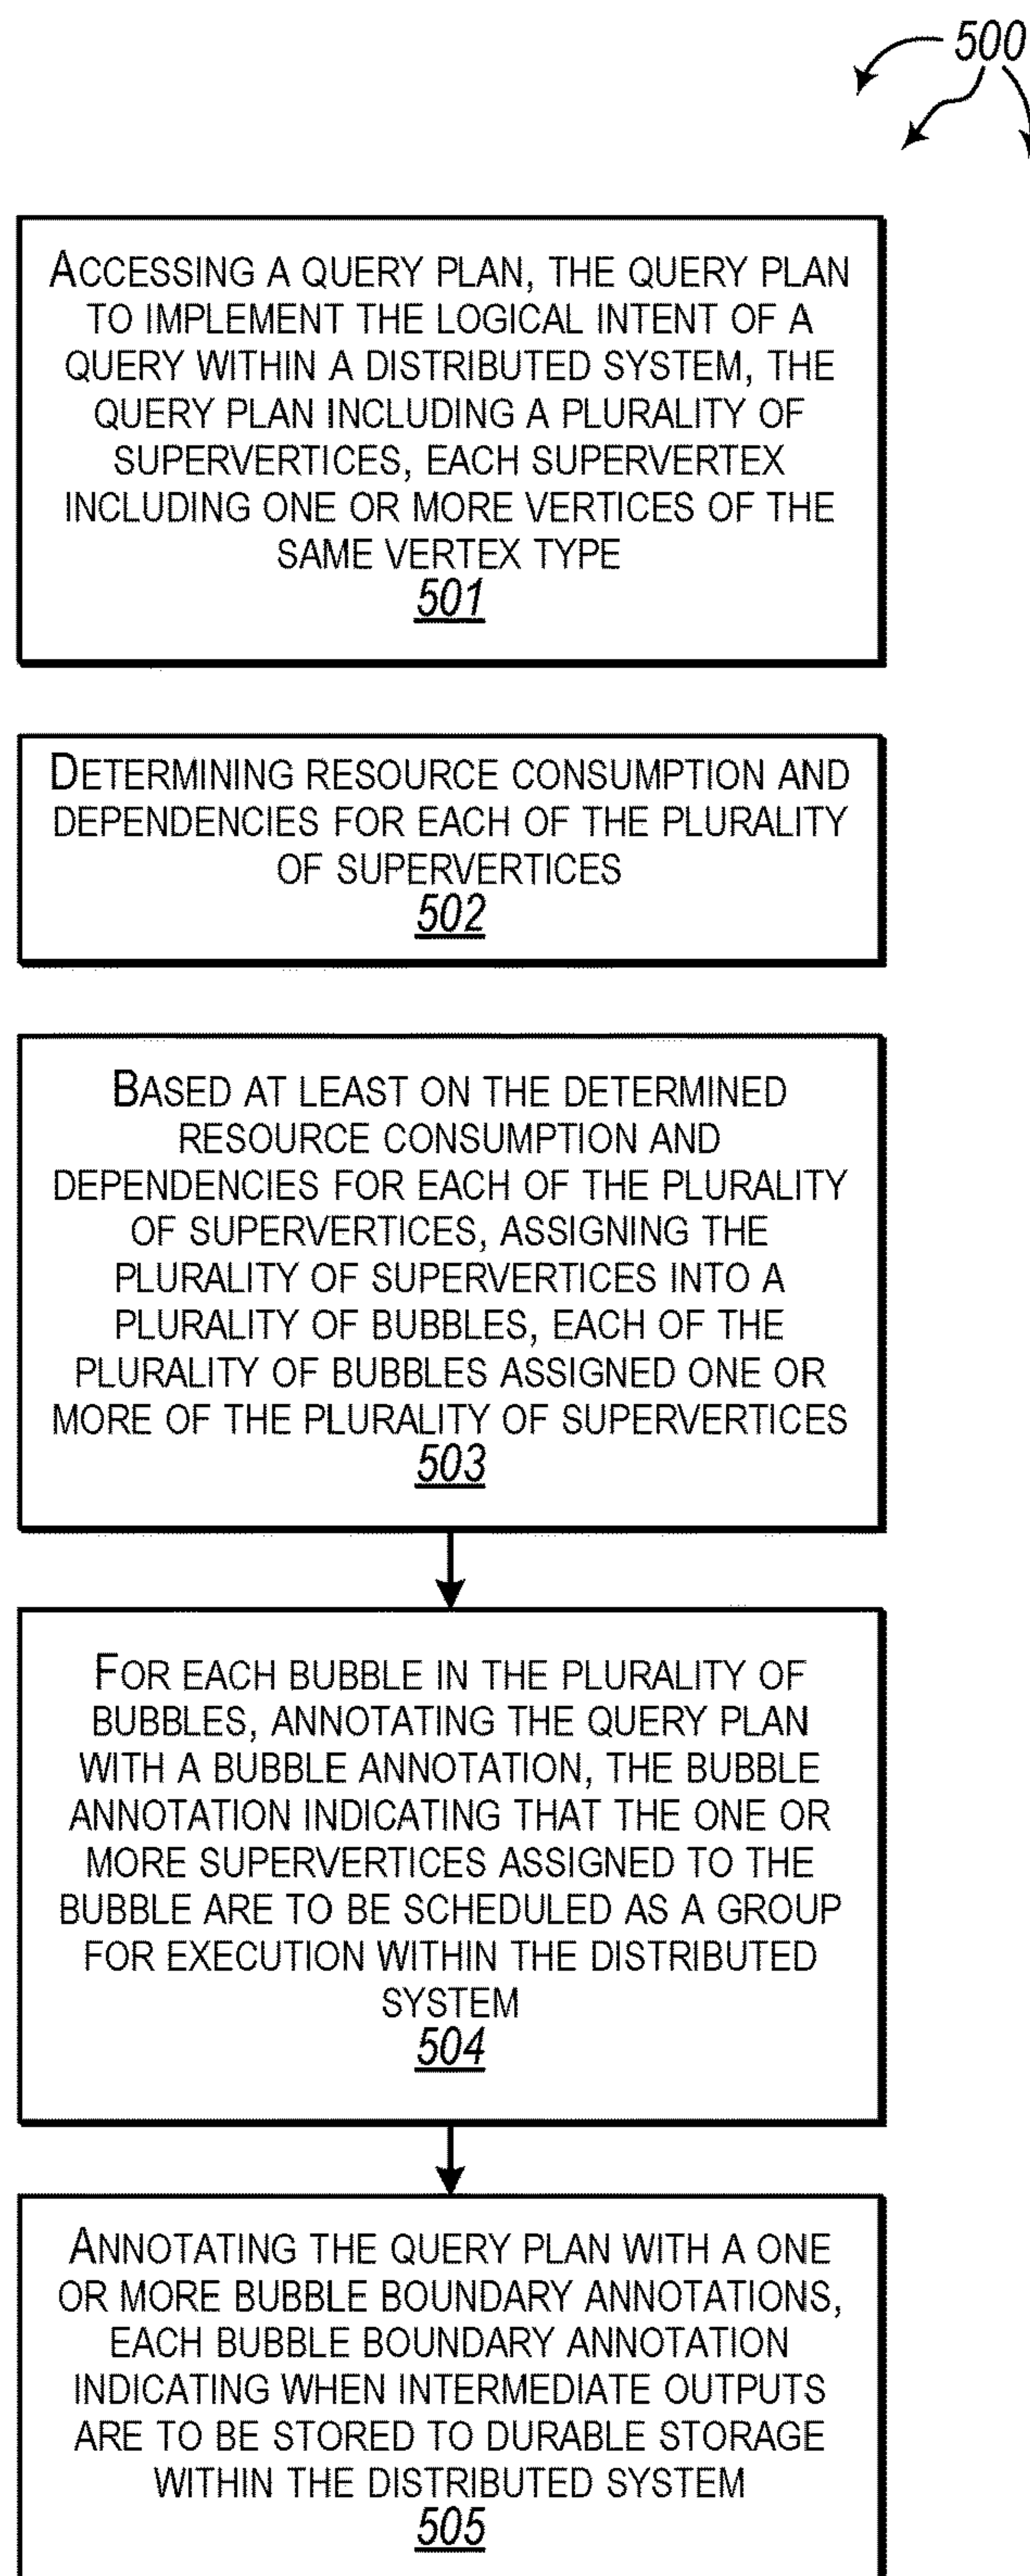 500
ACCESSING A QUERY PLAN, THE QUERY PLAN
TO IMPLEMENT THE LOGICAL INTENT OF A
QUERY WITHIN A DISTRIBUTED SYSTEM, THE
QUERY PLAN INCLUDING A PLURALITY OF
SUPERVERTICES, EACH SUPERVERTEX
INCLUDING ONE OR MORE VERTICES OF THE
SAME VERTEX TYPE
501
DETERMINING RESOURCE CONSUMPTION AND
DEPENDENCIES FOR EACH OF THE PLURALITY
OF SUPERVERTICES
502
BASED AT LEAST ON THE DETERMINED
RESOURCE CONSUMPTION AND
DEPENDENCIES FOR EACH OF THE PLURALITY
OF SUPERVERTICES, ASSIGNING THE
PLURALITY OF SUPERVERTICES INTO A
PLURALITY OF BUBBLES, EACH OF THE
PLURALITY OF BUBBLES ASSIGNED ONE OR
MORE OF THE PLURALITY OF SUPERVERTICES
503
FOR EACH BUBBLE IN THE PLURALITY OF
BUBBLES, ANNOTATING THE QUERY PLAN
WITH A BUBBLE ANNOTATION, THE BUBBLE
ANNOTATION INDICATING THAT THE ONE OR
MORE SUPERVERTICES ASSIGNED TO THE
BUBBLE ARE TO BE SCHEDULED AS A GROUP
FOR EXECUTION WITHIN THE DISTRIBUTED
SYSTEM
504
ANNOTATING THE QUERY PLAN WITH A ONE
OR MORE BUBBLE BOUNDARY ANNOTATIONS,
EACH BUBBLE BOUNDARY ANNOTATION
INDICATING WHEN INTERMEDIATE OUTPUTS
ARE TO BE STORED TO DURABLE STORAGE
WITHIN THE DISTRIBUTED SYSTEM
505